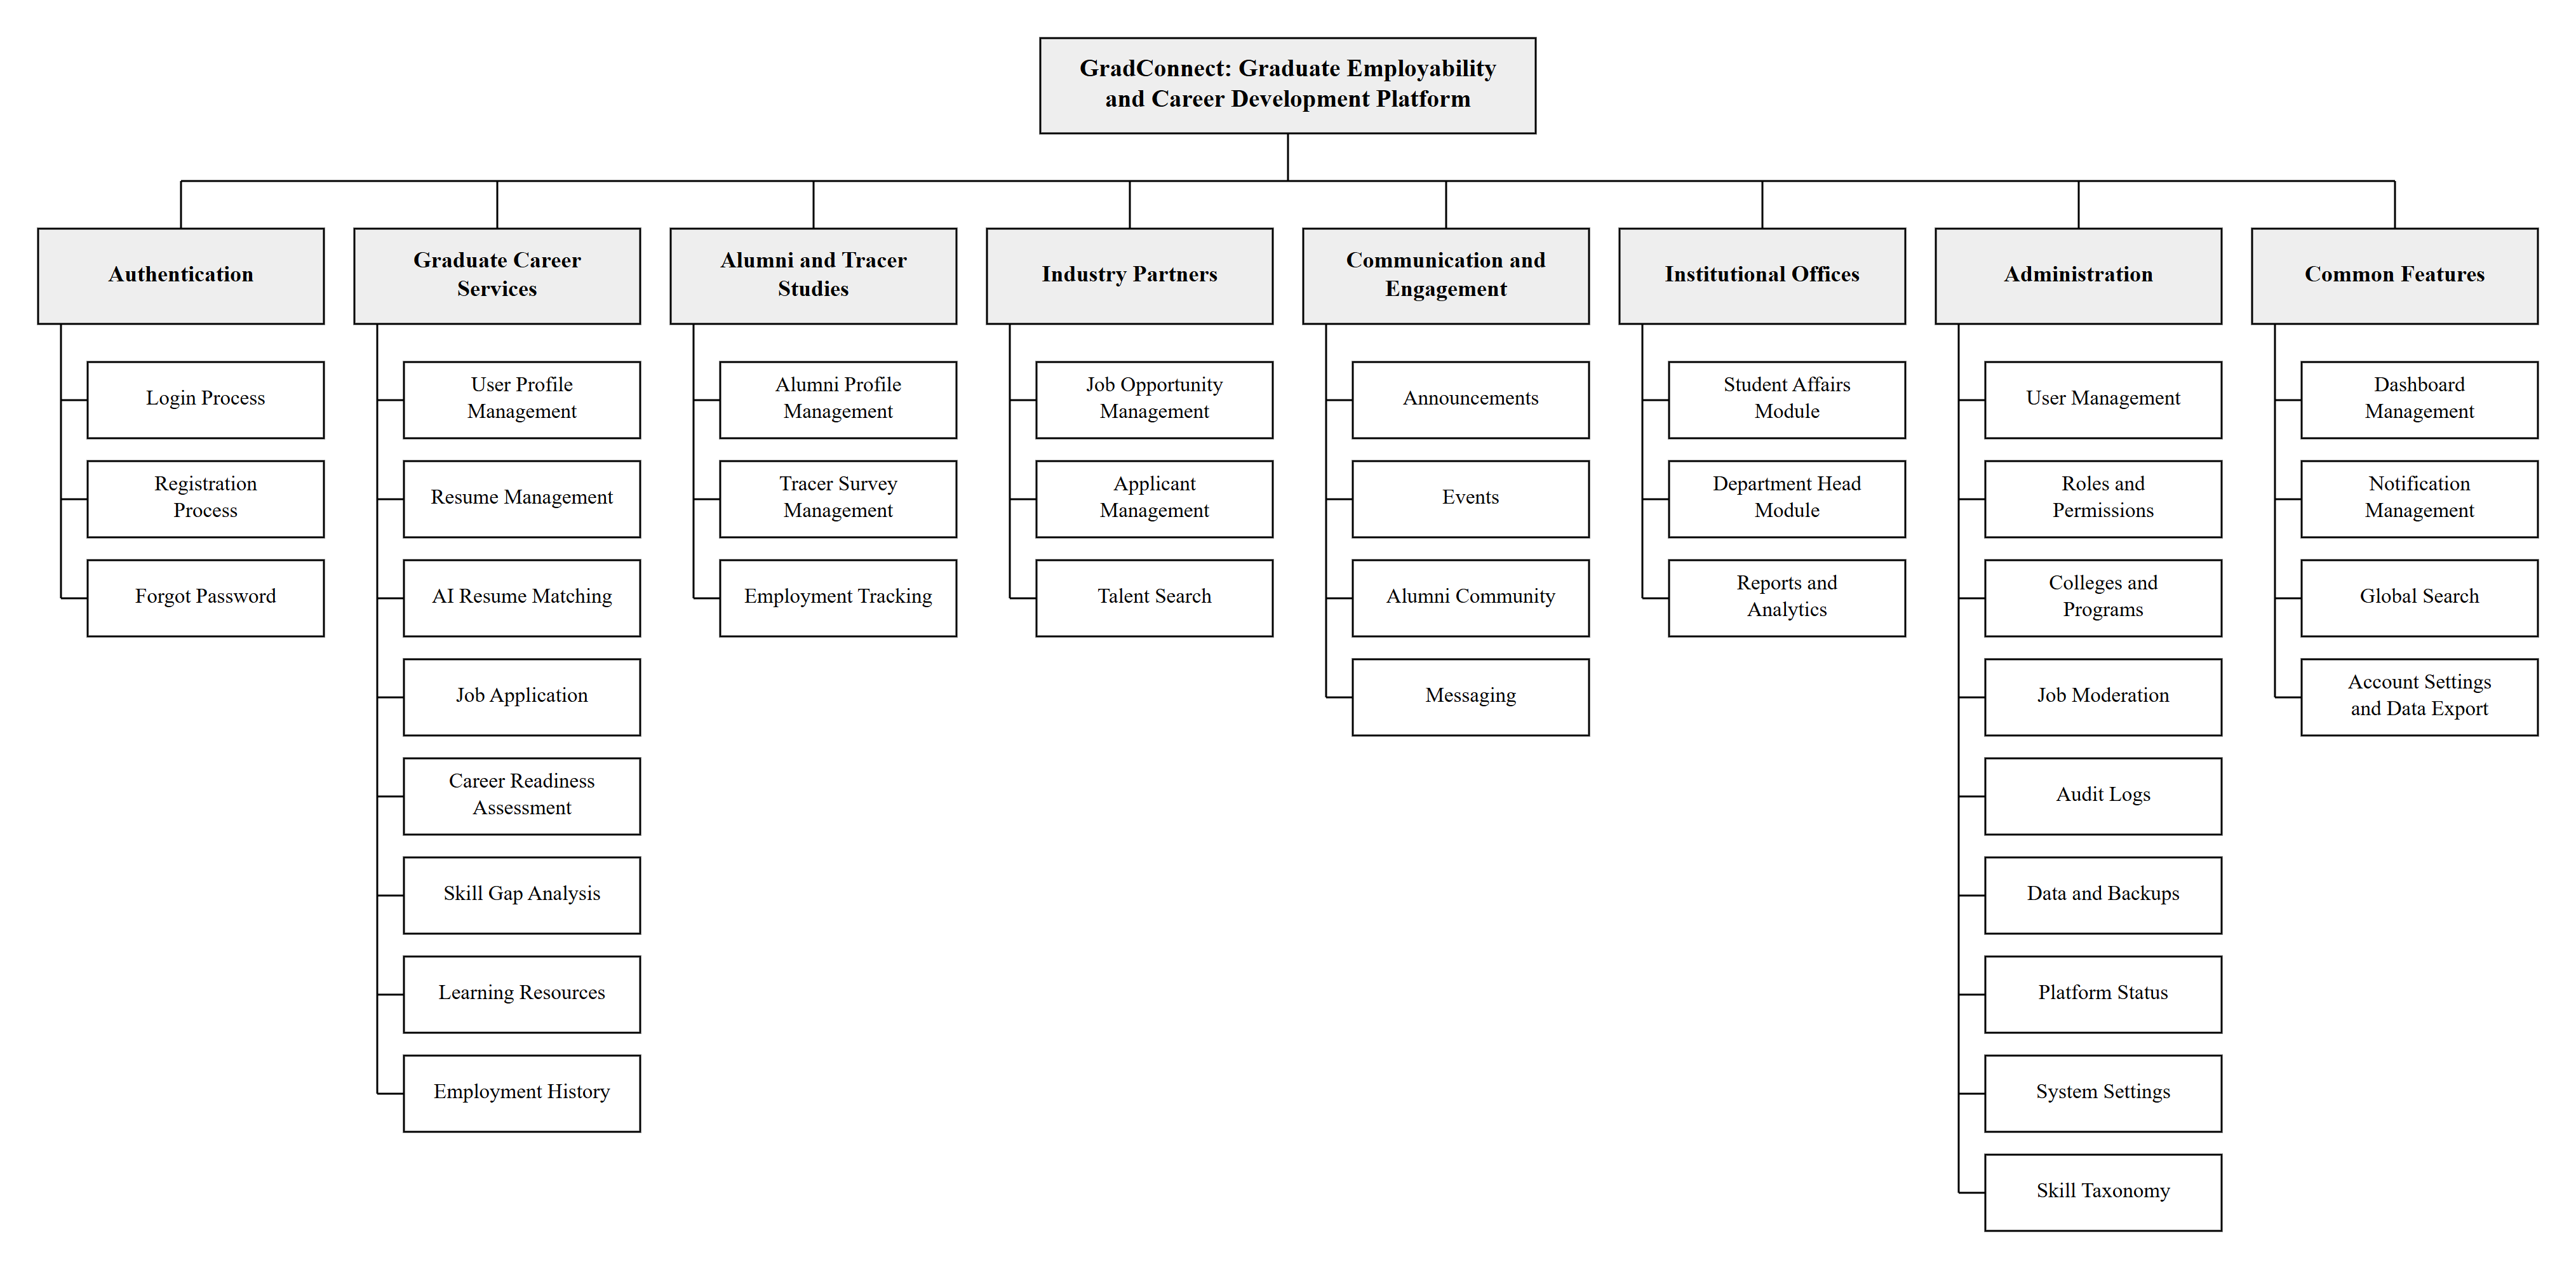 GradConnect: Graduate Employability
and Career Development Platform
Authentication
Login Process
Registration
Process
Forgot Password
Graduate Career
Services
User Profile
Management
Resume Management
AI Resume Matching
Job Application
Career Readiness
Assessment
Skill Gap Analysis
Learning Resources
Employment History
Alumni and Tracer
Studies
Alumni Profile
Management
Tracer Survey
Management
Employment Tracking
Industry Partners
Job Opportunity
Management
Applicant
Management
Talent Search
Communication and
Engagement
Announcements
Events
Alumni Community
Messaging
Institutional Offices
Student Affairs
Module
Department Head
Module
Reports and
Analytics
Administration
User Management
Roles and
Permissions
Colleges and
Programs
Job Moderation
Audit Logs
Data and Backups
Platform Status
System Settings
Skill Taxonomy
Common Features
Dashboard
Management
Notification
Management
Global Search
Account Settings
and Data Export